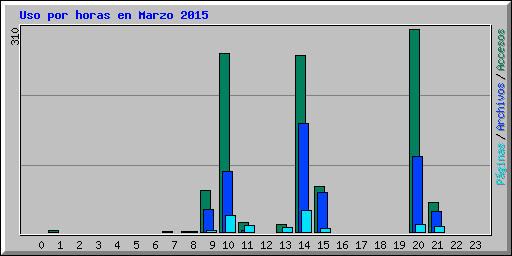 Uso por horas en Marzo 2015
310
Páginas / Archivos / Accesos
0 1 2 3 4 5 6 7 8 9 10 11 12 13 14 15 16 17 18 19 20 21 22 23